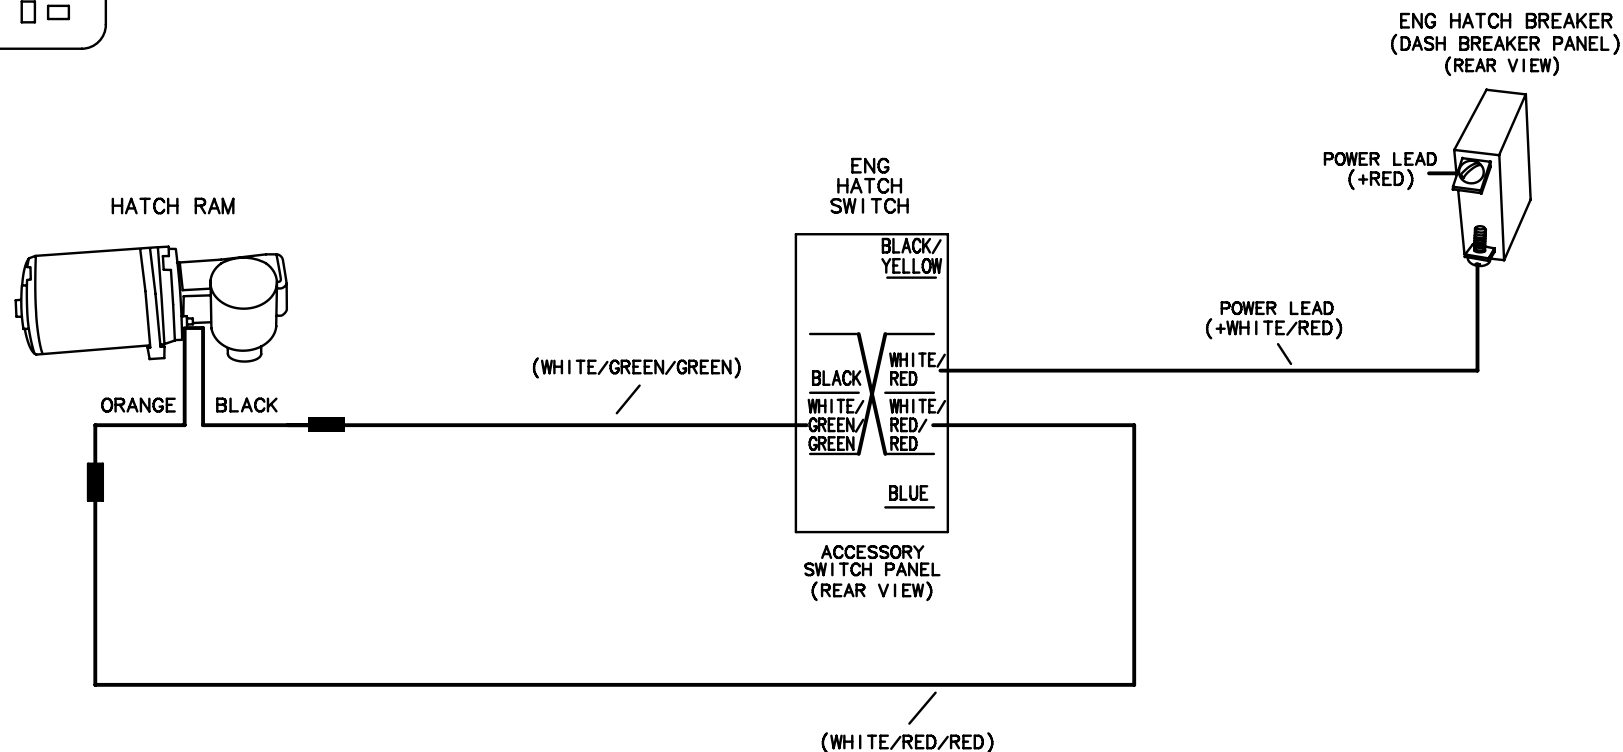 ENG HATCH BREAKER
(DASH BREAKER PANEL)
(REAR VIEW)
POWER LEAD
(+RED)
ENG
HATCH
SWITCH
HATCH RAM
BLACK/
YELLOW
POWER LEAD
(+WHITE/RED)
(WHITE/GREEN/GREEN)
WHITE/
RED
BLACK
ORANGE
BLACK
WHITE/
GREEN/
GREEN
WHITE/
RED/
RED
BLUE
ACCESSORY
SWITCH PANEL
(REAR VIEW)
(WHITE/RED/RED)